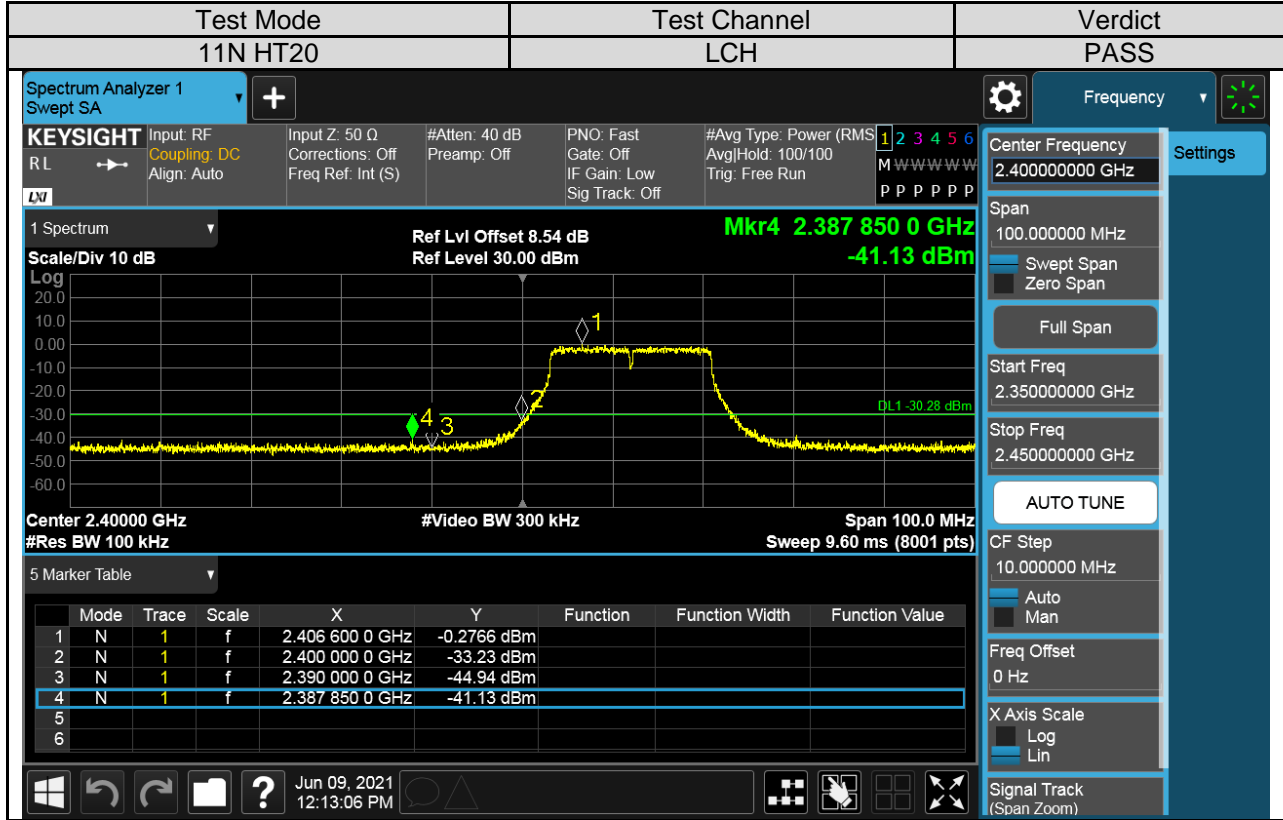 Test Mode Test Channel Verdict
11N HT20 LCH PASS
Spectrum Analyzer 1
Swept SA
+
Frequency
KEYSIGHT
RL
LXI
Input: RF
Coupling: DC
Align: Auto
Input Z: 50 Ω
Corrections: Off
Freq Ref: Int (S)
#Atten: 40 dB
Preamp: Off
PNO: Fast
Gate: Off
IF Gain: Low
Sig Track: Off
#Avg Type: Power (RMS
Avg|Hold: 100/100
Trig: Free Run
1 2 3 4 5 6
M W W W W W
P P P P P P
1 Spectrum
Scale/Div 10 dB
Ref Lvl Offset 8.54 dB
Ref Level 30.00 dBm
Mkr4 2.387 850 0 GHz
-41.13 dBm
Log
20.0
10.0
0.00
-10.0
-20.0
-30.0
-40.0
-50.0
-60.0
1
2
4
3
DL1 -30.28 dBm
Center 2.40000 GHz
#Video BW 300 kHz
Span 100.0 MHz
#Res BW 100 kHz
Sweep 9.60 ms (8001 pts)
5 Marker Table
Mode Trace Scale X Y Function Function Width Function Value
1 N 1 f 2.406 600 0 GHz -0.2766 dBm
2 N 1 f 2.400 000 0 GHz -33.23 dBm
3 N 1 f 2.390 000 0 GHz -44.94 dBm
4 N 1 f 2.387 850 0 GHz -41.13 dBm
5
6
?
Jun 09, 2021
12:13:06 PM
Center Frequency
2.400000000 GHz
Settings
Span
100.000000 MHz
Swept Span
Zero Span
Full Span
Start Freq
2.350000000 GHz
Stop Freq
2.450000000 GHz
AUTO TUNE
CF Step
10.000000 MHz
Auto
Man
Freq Offset
0 Hz
X Axis Scale
Log
Lin
Signal Track
(Span Zoom)